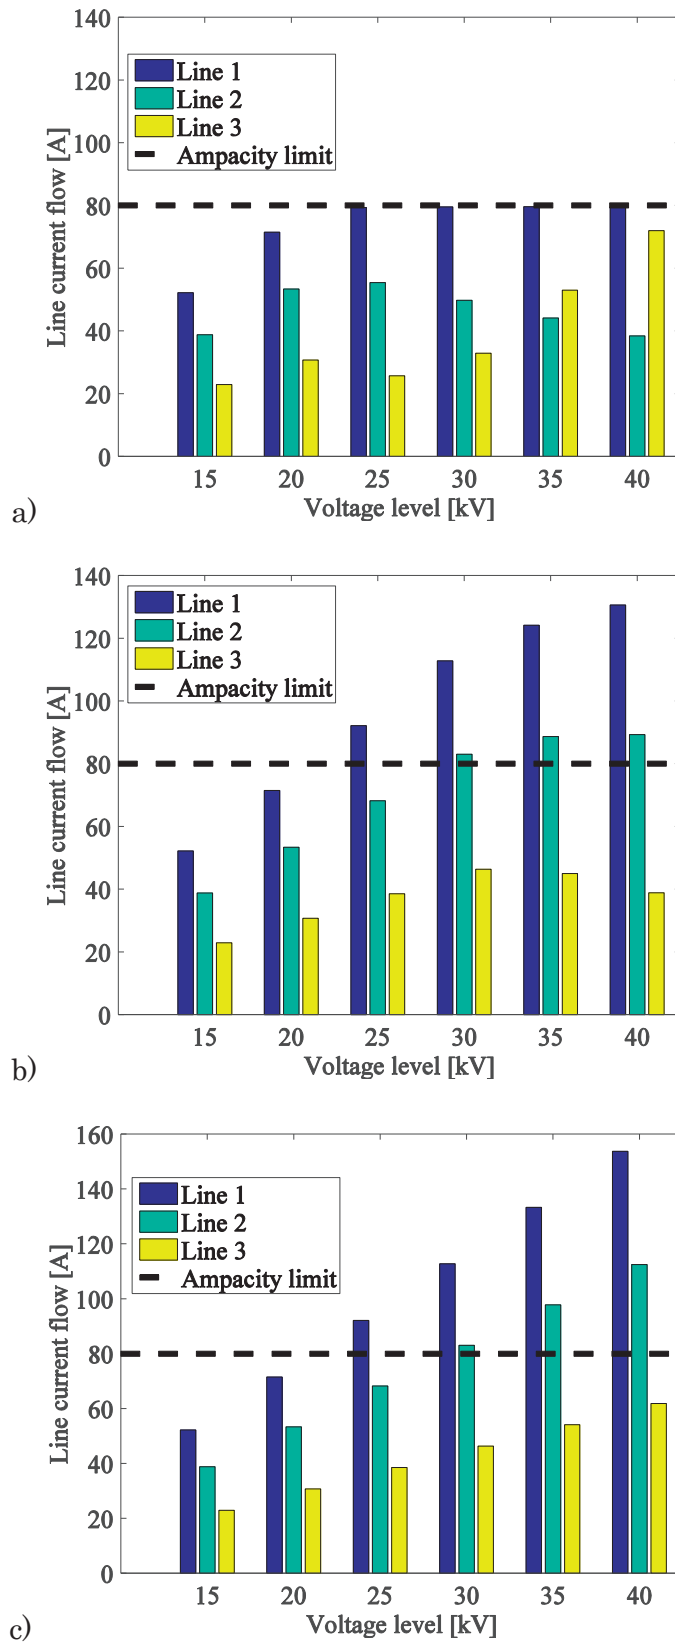 140
120
100
80
60
40
20
0
Line current flow [A]
Line 1
Line 2
Line 3
Ampacity limit
15 20 25 30 35 40
Voltage level [kV]
a)
140
120
100
80
60
40
20
0
Line current flow [A]
Line 1
Line 2
Line 3
Ampacity limit
15 20 25 30 35 40
Voltage level [kV]
b)
160
140
120
100
80
60
40
20
0
Line current flow [A]
Line 1
Line 2
Line 3
Ampacity limit
15 20 25 30 35 40
Voltage level [kV]
c)